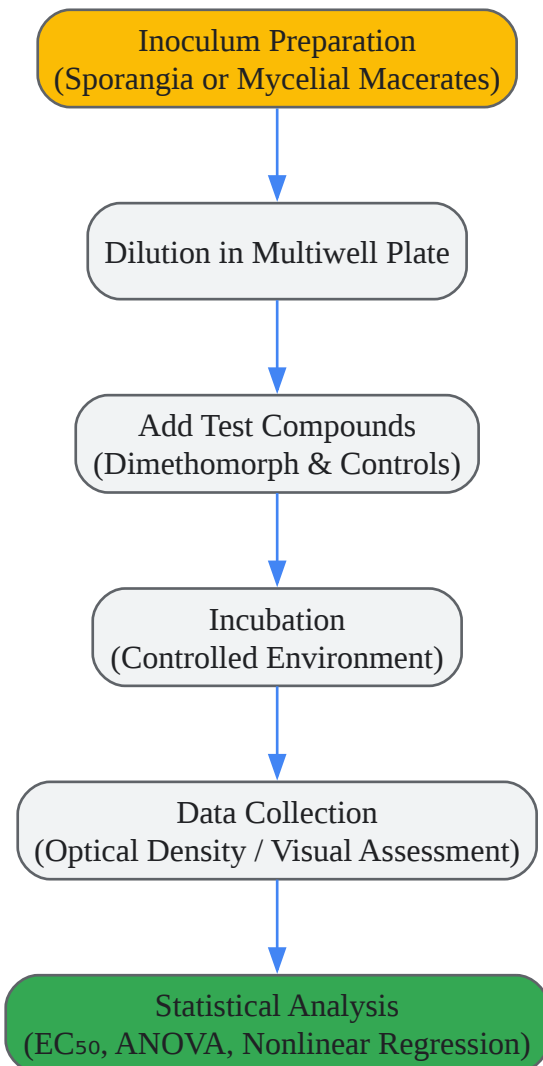 Inoculum Preparation
(Sporangia or Mycelial Macerates)
Dilution in Multiwell Plate
Add Test Compounds
(Dimethomorph & Controls)
Incubation
(Controlled Environment)
Data Collection
(Optical Density / Visual Assessment)
Statistical Analysis
(EC₅₀, ANOVA, Nonlinear Regression)